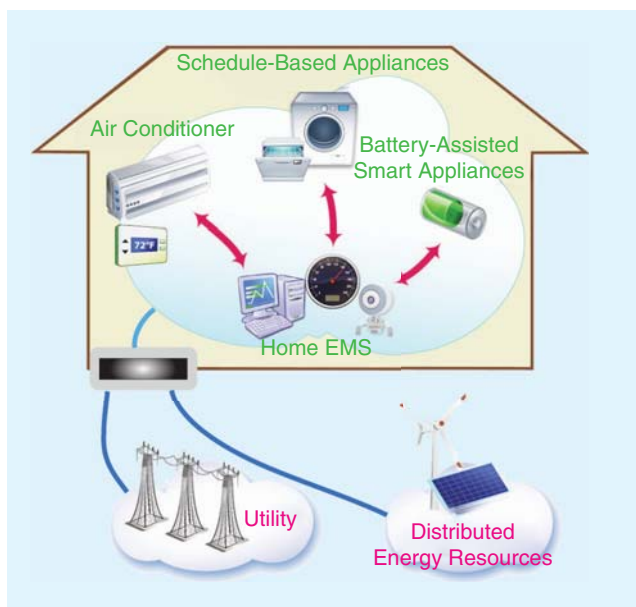 Schedule-Based Appliances
Air Conditioner
Battery-Assisted
Smart Appliances
72°F
Home EMS
Utility
Distributed
Energy Resources